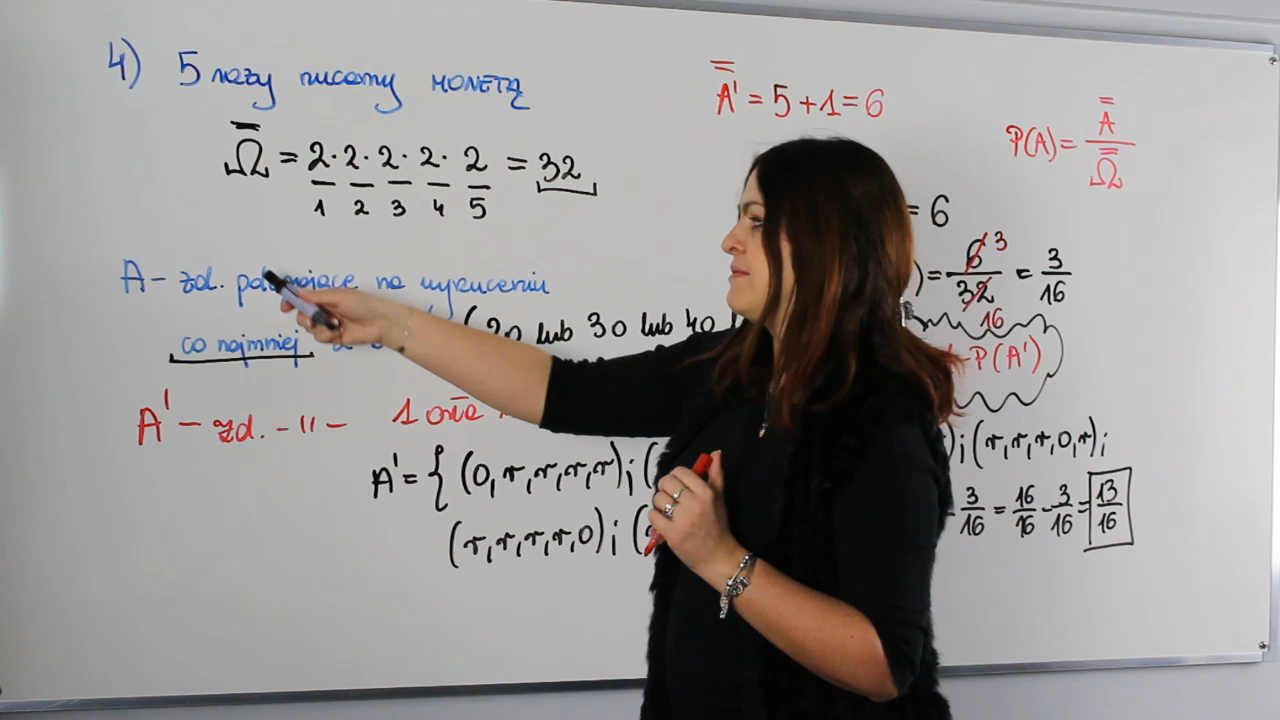 4) 5 razy rzucamy MONETĄ
Ω = 2·2·2·2·2 = 32
1 2 3 4 5
A – zd. na wyrzuceniu
co najmniej
(2O lub 3O lub 4O l
A' – zd. –11– 1 orła
A' = { (O,r,r,r,r); (
(r,r,r,r,O); (
A' = 5+1=6
P(A) = A/Ω
= 6
) = 6/32 = 3/16
3
16
-P(A')
); (r,r,r,O,r);
3/16 = 16/16 - 3/16 = 13/16